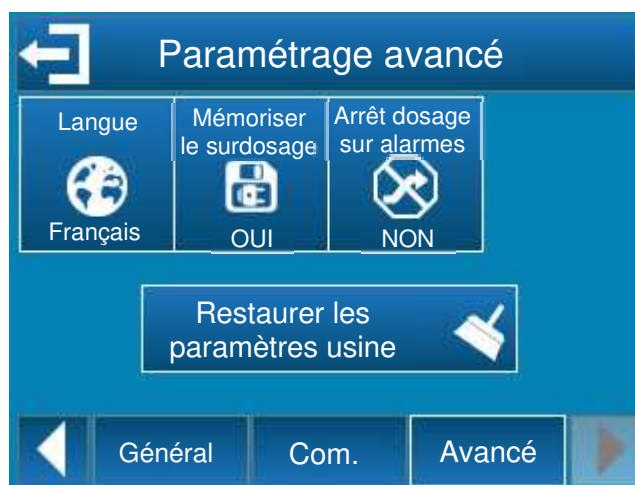 Paramétrage avancé
Langue
Français
Mémoriser
le surdosage
OUI
Arrêt dosage
sur alarmes
NON
Restaurer les
paramètres usine
Général
Com.
Avancé